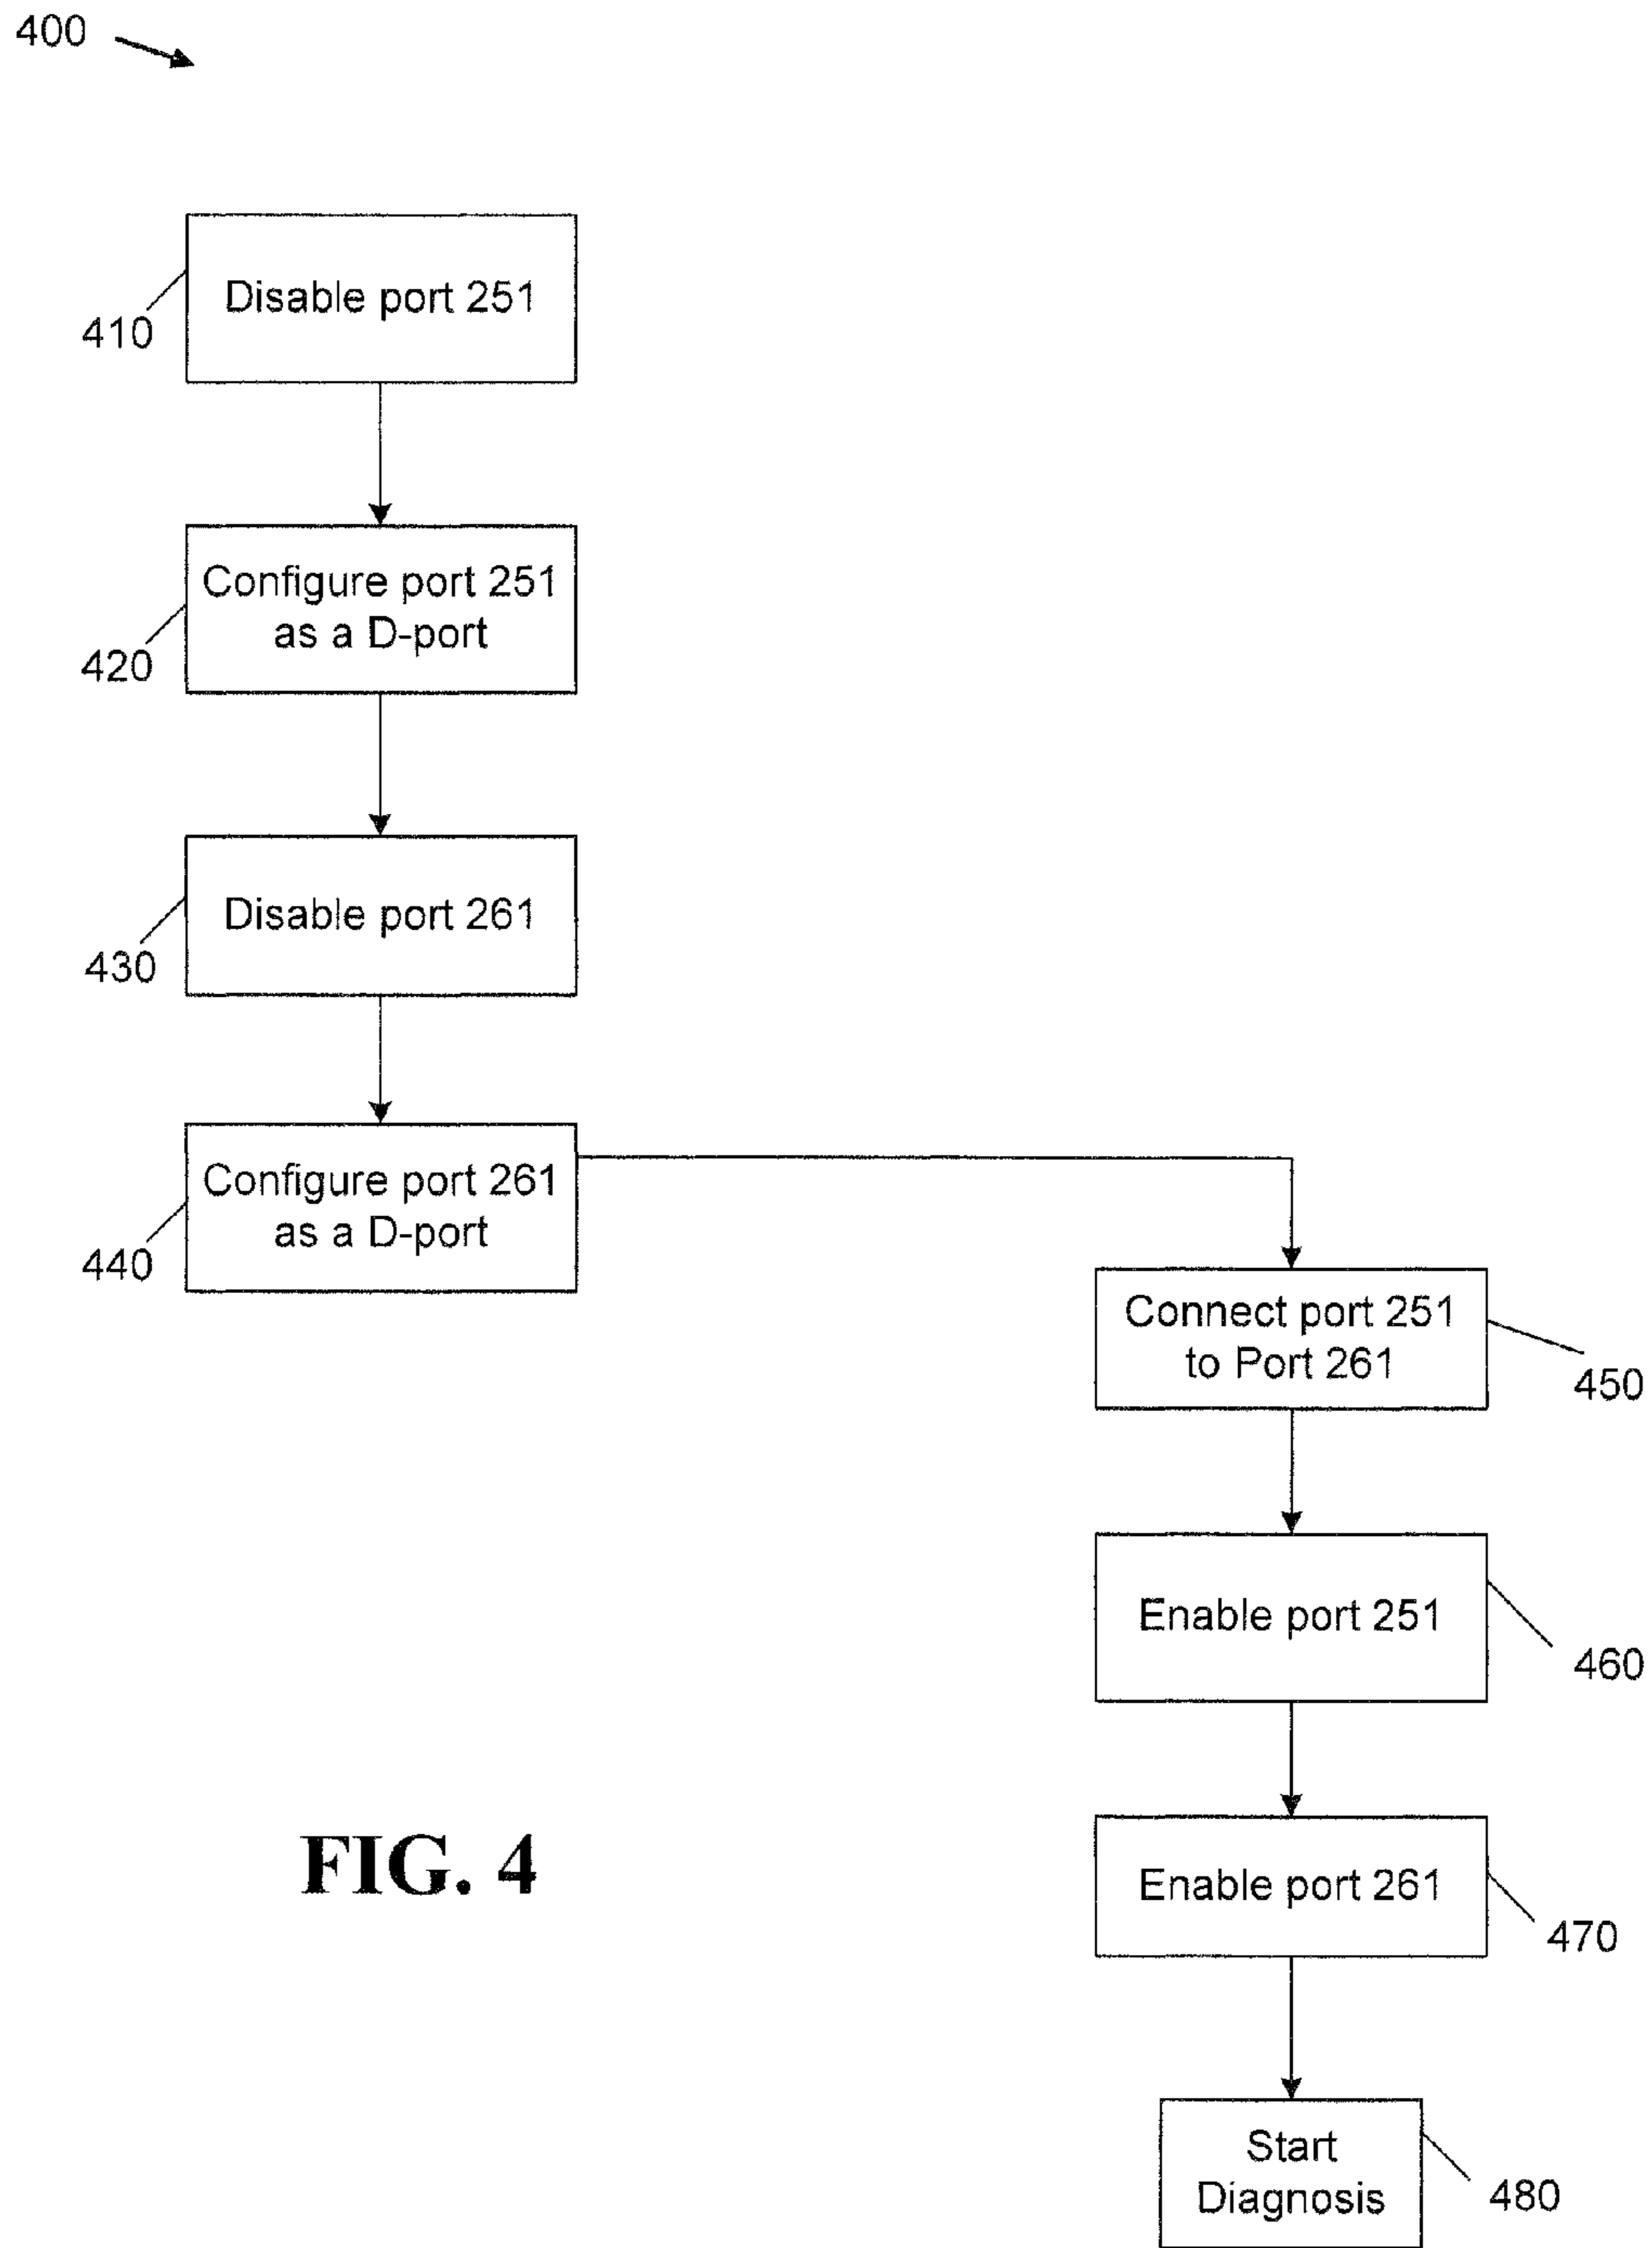 400
Disable port 251
410
Configure port 251
as a D-port
420
Disable port 261
430
Configure port 261
as a D-port
440
Connect port 251
to Port 261
450
Enable port 251
460
Enable port 261
470
Start
Diagnosis
480
FIG. 4